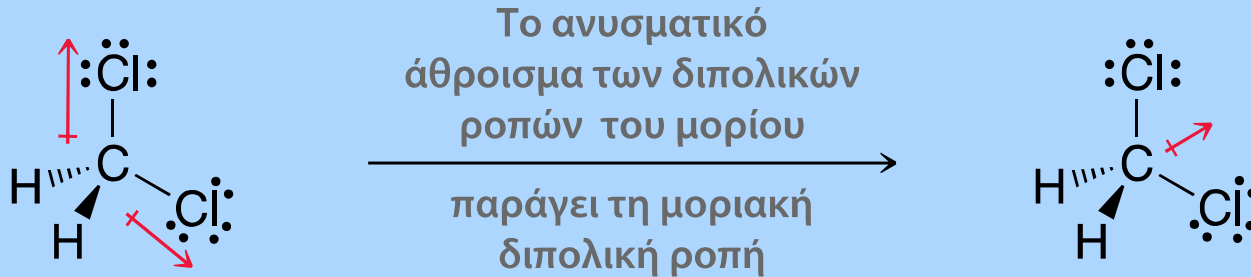 Το ανυσματικό
άθροισμα των διπολικών
ροπών του μορίου
παράγει τη μοριακή
διπολική ροπή
Cl
C
H
Cl
H
Cl
C
H
Cl
H